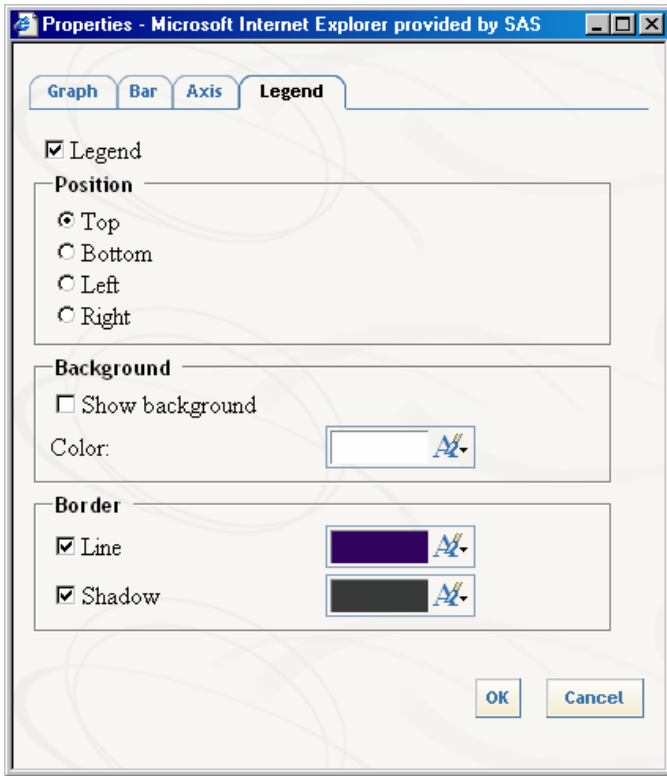 Properties - Microsoft Internet Explorer provided by SAS
Graph Bar Axis Legend
Legend
Position
Top
Bottom
Left
Right
Background
Show background
Color:
Border
Line
Shadow
OK Cancel